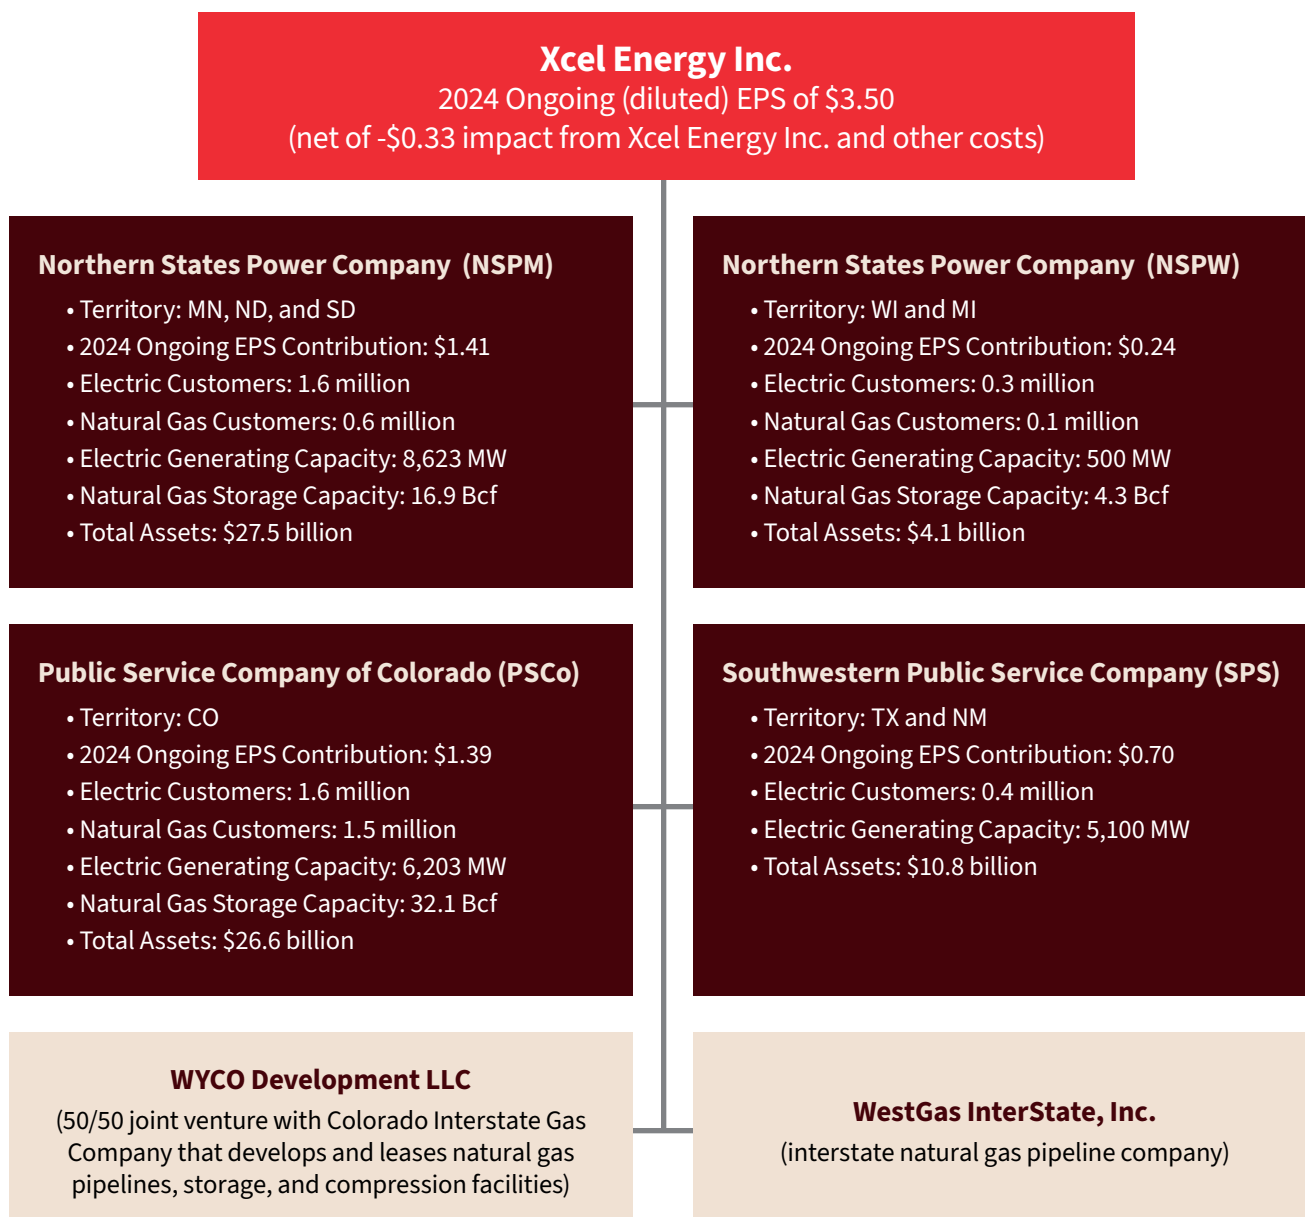 Xcel Energy Inc.
2024 Ongoing (diluted) EPS of $3.50
(net of -$0.33 impact from Xcel Energy Inc. and other costs)
Northern States Power Company (NSPM)
• Territory: MN, ND, and SD
• 2024 Ongoing EPS Contribution: $1.41
• Electric Customers: 1.6 million
• Natural Gas Customers: 0.6 million
• Electric Generating Capacity: 8,623 MW
• Natural Gas Storage Capacity: 16.9 Bcf
• Total Assets: $27.5 billion
Northern States Power Company (NSPW)
• Territory: WI and MI
• 2024 Ongoing EPS Contribution: $0.24
• Electric Customers: 0.3 million
• Natural Gas Customers: 0.1 million
• Electric Generating Capacity: 500 MW
• Natural Gas Storage Capacity: 4.3 Bcf
• Total Assets: $4.1 billion
Public Service Company of Colorado (PSCo)
• Territory: CO
• 2024 Ongoing EPS Contribution: $1.39
• Electric Customers: 1.6 million
• Natural Gas Customers: 1.5 million
• Electric Generating Capacity: 6,203 MW
• Natural Gas Storage Capacity: 32.1 Bcf
• Total Assets: $26.6 billion
Southwestern Public Service Company (SPS)
• Territory: TX and NM
• 2024 Ongoing EPS Contribution: $0.70
• Electric Customers: 0.4 million
• Electric Generating Capacity: 5,100 MW
• Total Assets: $10.8 billion
WYCO Development LLC
(50/50 joint venture with Colorado Interstate Gas
Company that develops and leases natural gas
pipelines, storage, and compression facilities)
WestGas InterState, Inc.
(interstate natural gas pipeline company)